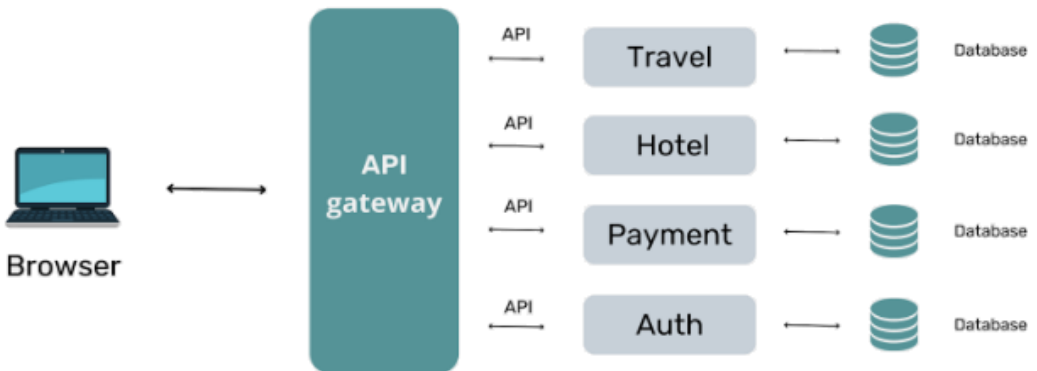 API
Travel
Database
API
Hotel
Database
API
gateway
Browser
API
Payment
Database
API
Auth
Database